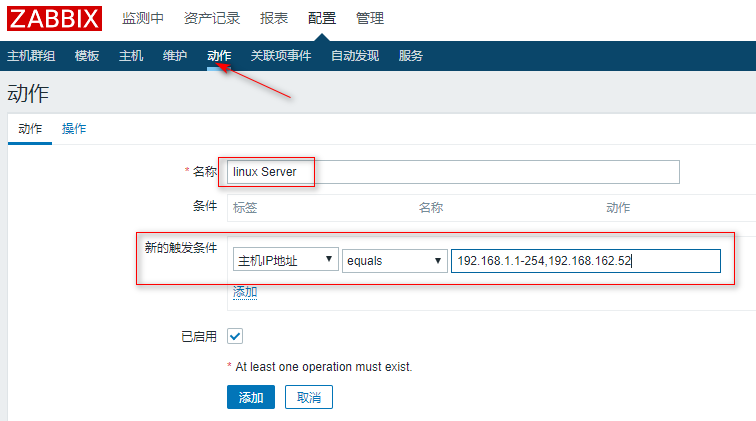 ZABBIX 监测中 资产记录 报表 配置 管理
主机群组 模板 主机 维护 动作 关联项事件 自动发现 服务
动作
动作 操作
* 名称 linux Server
条件 标签 名称 动作
新的触发条件 主机IP地址 equals 192.168.1.1-254,192.168.162.52
添加
已启用
* At least one operation must exist.
添加 取消